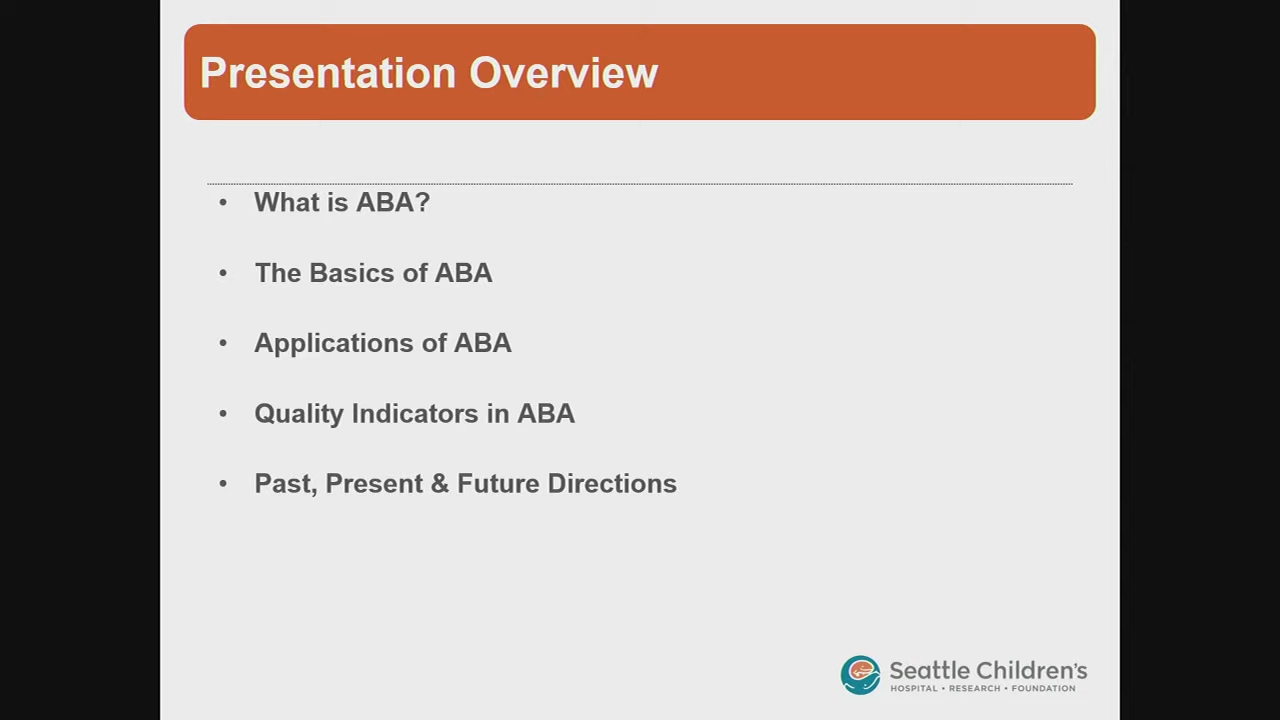 Presentation Overview
• What is ABA?
• The Basics of ABA
• Applications of ABA
• Quality Indicators in ABA
• Past, Present & Future Directions
Seattle Children's
HOSPITAL • RESEARCH • FOUNDATION